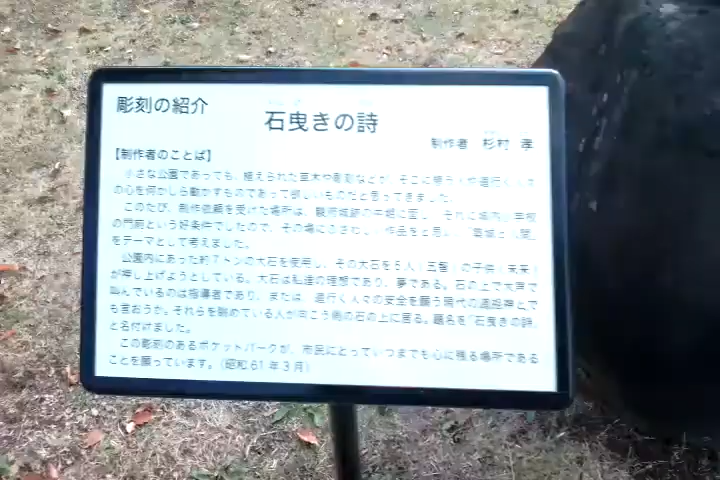 彫刻の紹介
石曳きの詩
制作者 杉村 孝
【制作者のことば】
小さな公園であっても、植えられた草木や彫刻などが、そこに憩う人や道行く人々
の心を何かしら動かすものであって欲しいものだと思ってきました。
このたび、制作依頼を受けた場所は、駿府城跡の中堀に面し、それに城内
の門前という好条件でしたので、その場にふさわしい作品をと思い、
をテーマとして考えました。
公園内にあった約7トンの大石を使用し、その大石を5人 の子供 未来
が押し上げようとしている。大石は私達の理想であり、夢である。石の上で大声で
叫んでいるのは指導者であり、または、道行く人々の安全を願う現代の道祖神とで
も言おうか。それらを眺めている人が向こう側の石の上に居る。題名を「石曳きの詩」
と名付けました。
この彫刻のあるポケットパークが、市民にとっていつまでも心に残る場所である
ことを願っています。(昭和61年3月)